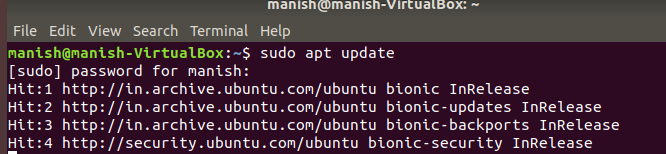 manish@manish-VirtualBox: ~
File Edit View Search Terminal Help
manish@manish-VirtualBox:~$ sudo apt update
[sudo] password for manish:
Hit:1 http://in.archive.ubuntu.com/ubuntu bionic InRelease
Hit:2 http://in.archive.ubuntu.com/ubuntu bionic-updates InRelease
Hit:3 http://in.archive.ubuntu.com/ubuntu bionic-backports InRelease
Hit:4 http://security.ubuntu.com/ubuntu bionic-security InRelease